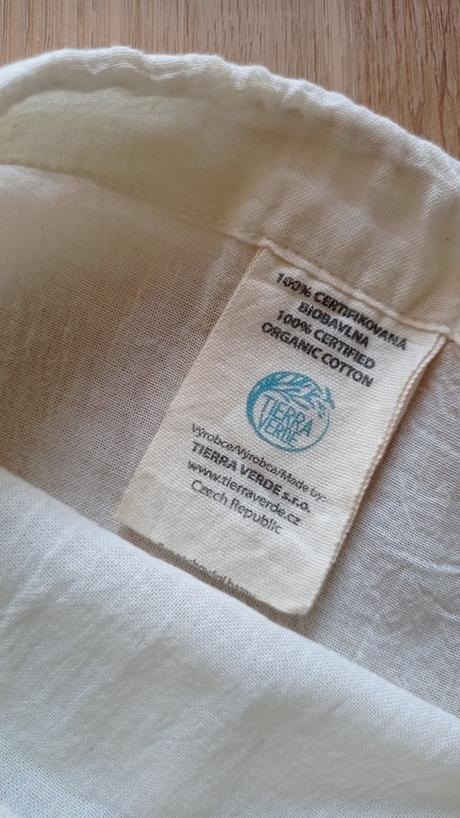 100% CERTIFIKOVANÁ
BIOBAVLNA
100% CERTIFIED
ORGANIC COTTON
TIERRA
VERDE
Výrobce/Výrobca/Made by:
TIERRA VERDE s.r.o.
www.tierraverde.cz
Czech Republic